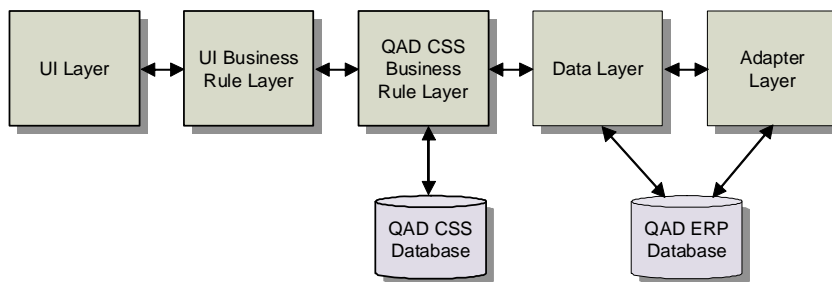 UI Layer
UI Business
Rule Layer
QAD CSS
Business
Rule Layer
Data Layer
Adapter
Layer
QAD CSS
Database
QAD ERP
Database